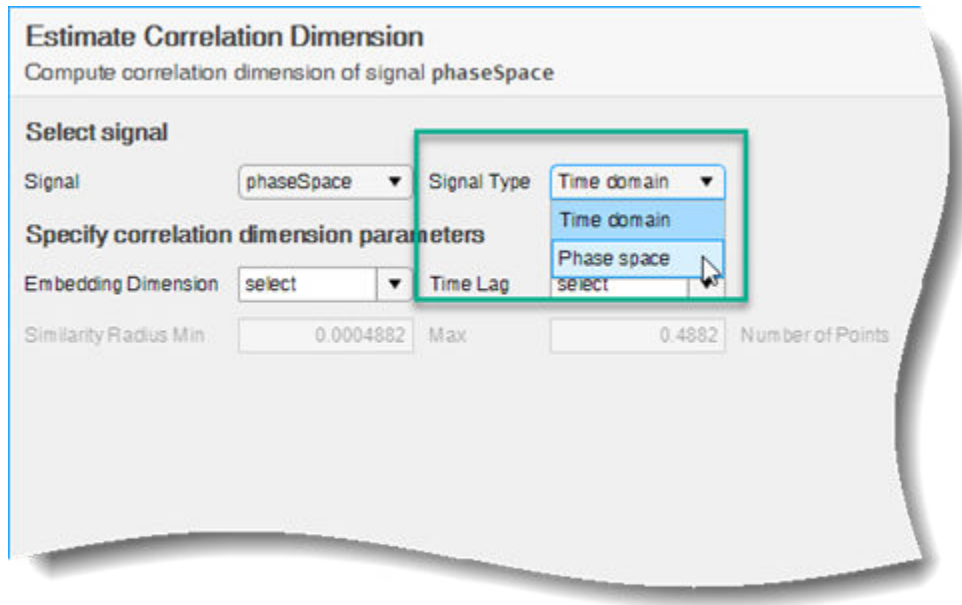 Estimate Correlation Dimension
Compute correlation dimension of signal phaseSpace
Select signal
Signal phaseSpace Signal Type Time domain
Time domain
Specify correlation dimension parameters
Phase space
Embedding Dimension select Time Lag select
Similarity Radius Min 0.0004882 Max 0.4882 Number of Points